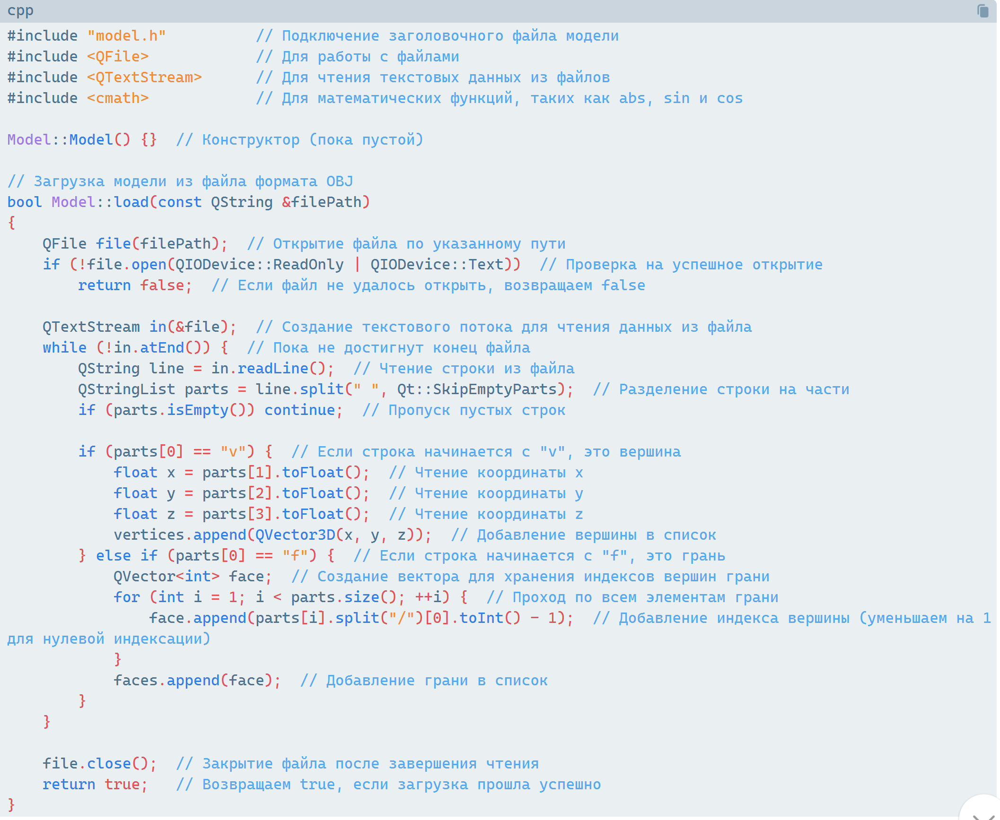 cpp
#include "model.h"          // Подключение заголовочного файла модели
#include <QFile>            // Для работы с файлами
#include <QTextStream>      // Для чтения текстовых данных из файлов
#include <cmath>            // Для математических функций, таких как abs, sin и cos
Model::Model() {}  // Конструктор (пока пустой)
// Загрузка модели из файла формата OBJ
bool Model::load(const QString &filePath)
{
    QFile file(filePath);  // Открытие файла по указанному пути
    if (!file.open(QIODevice::ReadOnly | QIODevice::Text))  // Проверка на успешное открытие
        return false;  // Если файл не удалось открыть, возвращаем false
    QTextStream in(&file);  // Создание текстового потока для чтения данных из файла
    while (!in.atEnd()) {  // Пока не достигнут конец файла
        QString line = in.readLine();  // Чтение строки из файла
        QStringList parts = line.split(" ", Qt::SkipEmptyParts);  // Разделение строки на части
        if (parts.isEmpty()) continue;  // Пропуск пустых строк
        if (parts[0] == "v") {  // Если строка начинается с "v", это вершина
            float x = parts[1].toFloat();  // Чтение координаты x
            float y = parts[2].toFloat();  // Чтение координаты y
            float z = parts[3].toFloat();  // Чтение координаты z
            vertices.append(QVector3D(x, y, z));  // Добавление вершины в список
        } else if (parts[0] == "f") {  // Если строка начинается с "f", это грань
            QVector<int> face;  // Создание вектора для хранения индексов вершин грани
            for (int i = 1; i < parts.size(); ++i) {  // Проход по всем элементам грани
                face.append(parts[i].split("/")[0].toInt() - 1);  // Добавление индекса вершины (уменьшаем на 1
для нулевой индексации)
            }
            faces.append(face);  // Добавление грани в список
        }
    }
    file.close();  // Закрытие файла после завершения чтения
    return true;   // Возвращаем true, если загрузка прошла успешно
}